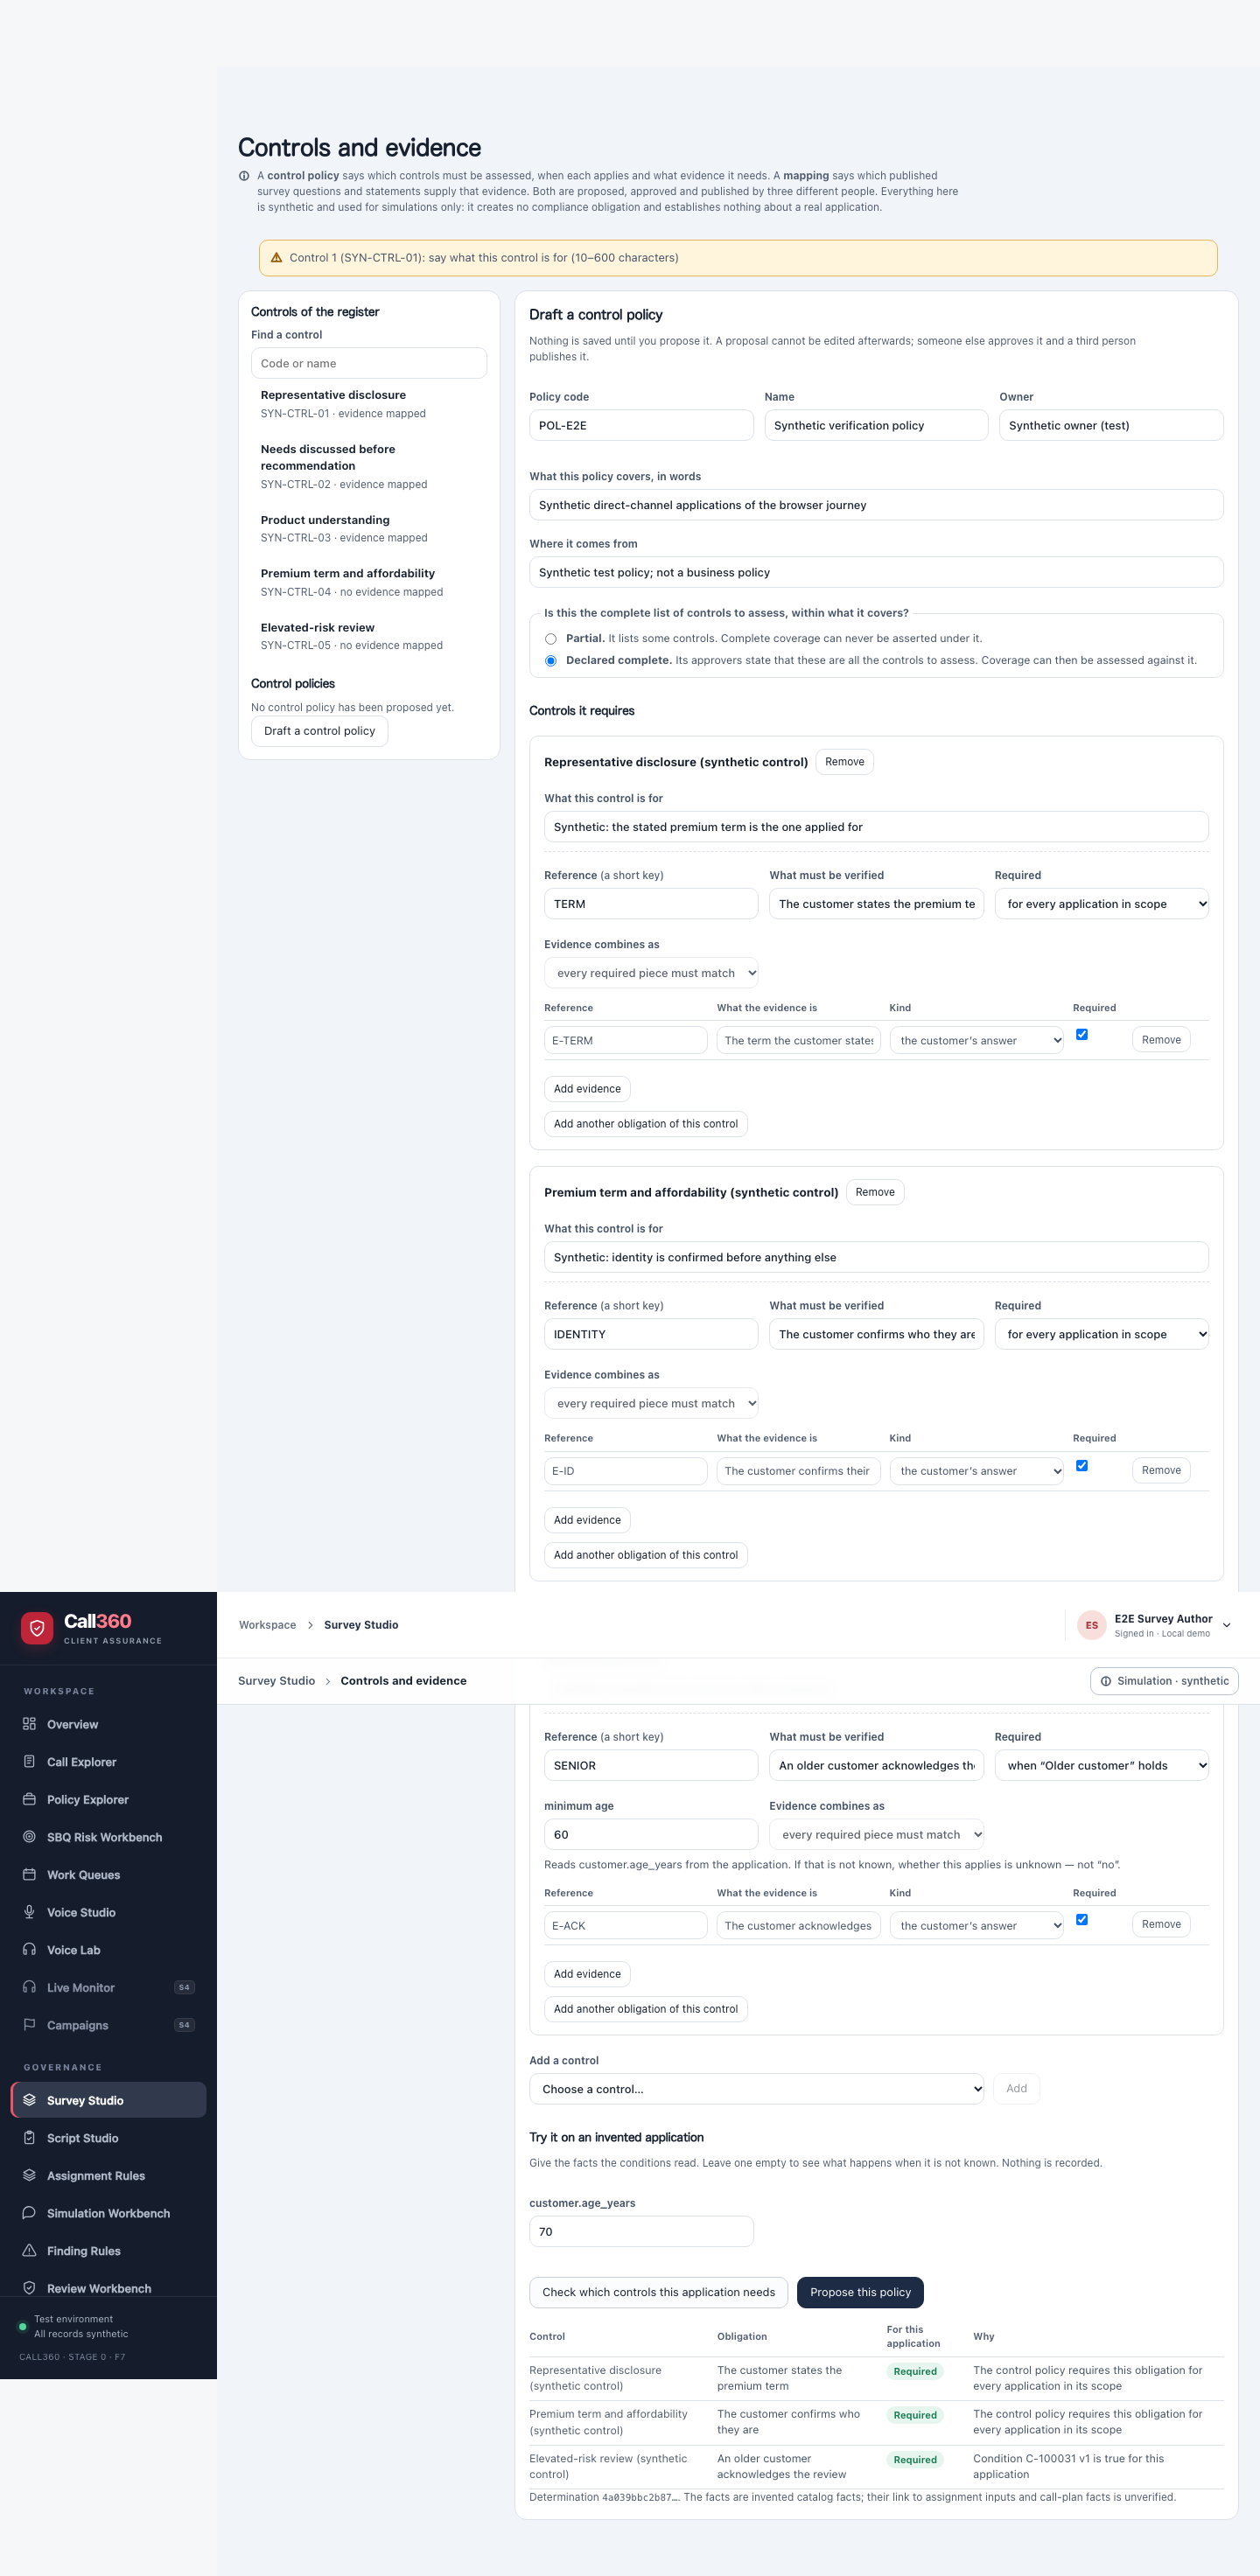 Controls and evidence
A control policy says which controls must be assessed, when each applies and what evidence it needs. A mapping says which published
survey questions and statements supply that evidence. Both are proposed, approved and published by three different people. Everything here
is synthetic and used for simulations only: it creates no compliance obligation and establishes nothing about a real application.
Control 1 (SYN-CTRL-01): say what this control is for (10–600 characters)
Controls of the register
Find a control
Code or name
Representative disclosure
SYN-CTRL-01 · evidence mapped
Needs discussed before
recommendation
SYN-CTRL-02 · evidence mapped
Product understanding
SYN-CTRL-03 · evidence mapped
Premium term and affordability
SYN-CTRL-04 · no evidence mapped
Elevated-risk review
SYN-CTRL-05 · no evidence mapped
Control policies
No control policy has been proposed yet.
Draft a control policy
Draft a control policy
Nothing is saved until you propose it. A proposal cannot be edited afterwards; someone else approves it and a third person
publishes it.
Policy code Name Owner
POL-E2E Synthetic verification policy Synthetic owner (test)
What this policy covers, in words
Synthetic direct-channel applications of the browser journey
Where it comes from
Synthetic test policy; not a business policy
Is this the complete list of controls to assess, within what it covers?
Partial. It lists some controls. Complete coverage can never be asserted under it.
Declared complete. Its approvers state that these are all the controls to assess. Coverage can then be assessed against it.
Controls it requires
Representative disclosure (synthetic control) Remove
What this control is for
Synthetic: the stated premium term is the one applied for
Reference (a short key) What must be verified Required
TERM The customer states the premium te for every application in scope
Evidence combines as
every required piece must match
Reference What the evidence is Kind Required
E-TERM The term the customer states the customer's answer Remove
Add evidence
Add another obligation of this control
Premium term and affordability (synthetic control) Remove
What this control is for
Synthetic: identity is confirmed before anything else
Reference (a short key) What must be verified Required
IDENTITY The customer confirms who they are for every application in scope
Evidence combines as
every required piece must match
Reference What the evidence is Kind Required
E-ID The customer confirms their the customer's answer Remove
Add evidence
Add another obligation of this control
Call360
CLIENT ASSURANCE
Workspace Survey Studio
ES E2E Survey Author
Signed in · Local demo
Survey Studio Controls and evidence Simulation · synthetic
WORKSPACE
Overview
Call Explorer
Policy Explorer
SBQ Risk Workbench
Work Queues
Voice Studio
Voice Lab
Live Monitor S4
Campaigns S4
GOVERNANCE
Survey Studio
Script Studio
Assignment Rules
Simulation Workbench
Finding Rules
Review Workbench
Test environment
All records synthetic
CALL360 · STAGE 0 · F7
Reference (a short key) What must be verified Required
SENIOR An older customer acknowledges the when “Older customer” holds
minimum age Evidence combines as
60 every required piece must match
Reads customer.age_years from the application. If that is not known, whether this applies is unknown — not “no”.
Reference What the evidence is Kind Required
E-ACK The customer acknowledges the customer's answer Remove
Add evidence
Add another obligation of this control
Add a control
Choose a control... Add
Try it on an invented application
Give the facts the conditions read. Leave one empty to see what happens when it is not known. Nothing is recorded.
customer.age_years
70
Check which controls this application needs Propose this policy
Control Obligation For this application Why
Representative disclosure (synthetic control) The customer states the premium term Required The control policy requires this obligation for every application in its scope
Premium term and affordability (synthetic control) The customer confirms who they are Required The control policy requires this obligation for every application in its scope
Elevated-risk review (synthetic control) An older customer acknowledges the review Required Condition C-100031 v1 is true for this application
Determination 4a039bbc2b87…. The facts are invented catalog facts; their link to assignment inputs and call-plan facts is unverified.